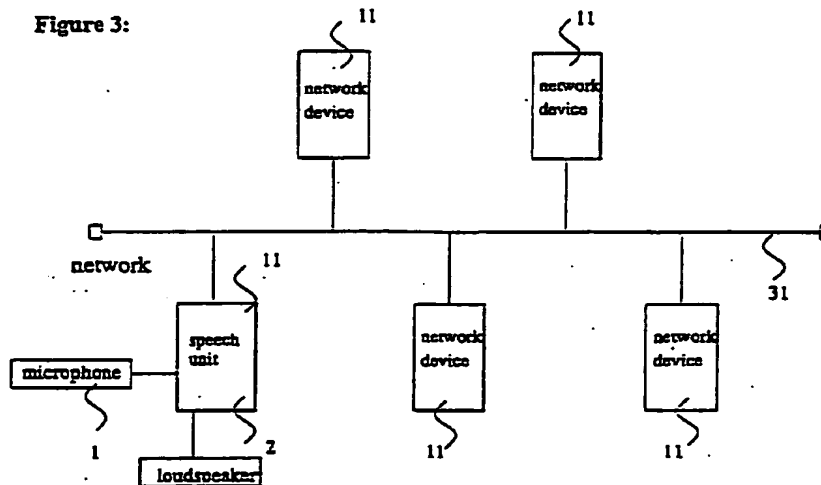 Figure 3:
11
11
network
device
network
device
network
11
31
speech
unit
network
device
network
device
microphone
1
2
11
11
loudspeaker